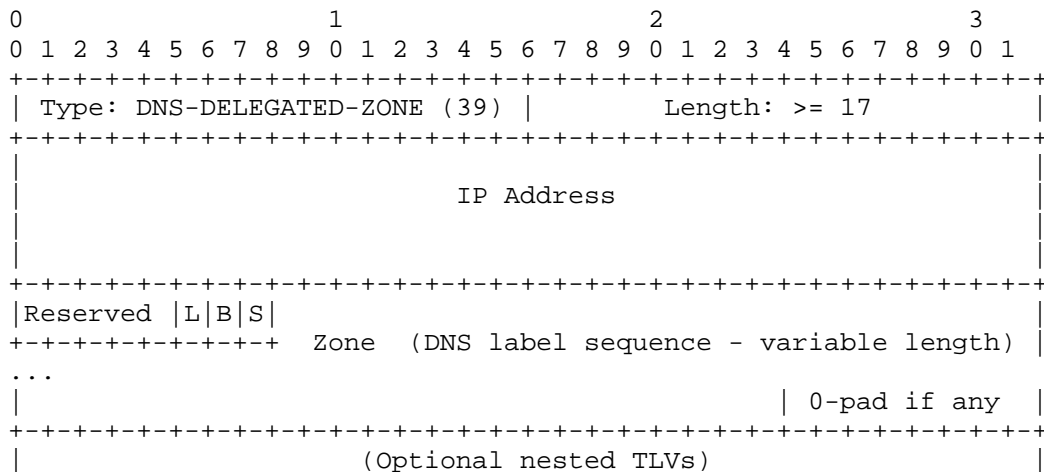 0                   1                   2                   3
0 1 2 3 4 5 6 7 8 9 0 1 2 3 4 5 6 7 8 9 0 1 2 3 4 5 6 7 8 9 0 1
+-+-+-+-+-+-+-+-+-+-+-+-+-+-+-+-+-+-+-+-+-+-+-+-+-+-+-+-+-+-+-+-+
| Type: DNS-DELEGATED-ZONE (39) |        Length: >= 17          |
+-+-+-+-+-+-+-+-+-+-+-+-+-+-+-+-+-+-+-+-+-+-+-+-+-+-+-+-+-+-+-+-+
|                                                               |
|                           IP Address                          |
|                                                               |
|                                                               |
+-+-+-+-+-+-+-+-+-+-+-+-+-+-+-+-+-+-+-+-+-+-+-+-+-+-+-+-+-+-+-+-+
|Reserved |L|B|S|                                               |
+-+-+-+-+-+-+-+-+  Zone  (DNS label sequence - variable length) |
...
|                                               | 0-pad if any  |
+-+-+-+-+-+-+-+-+-+-+-+-+-+-+-+-+-+-+-+-+-+-+-+-+-+-+-+-+-+-+-+-+
|                     (Optional nested TLVs)                    |